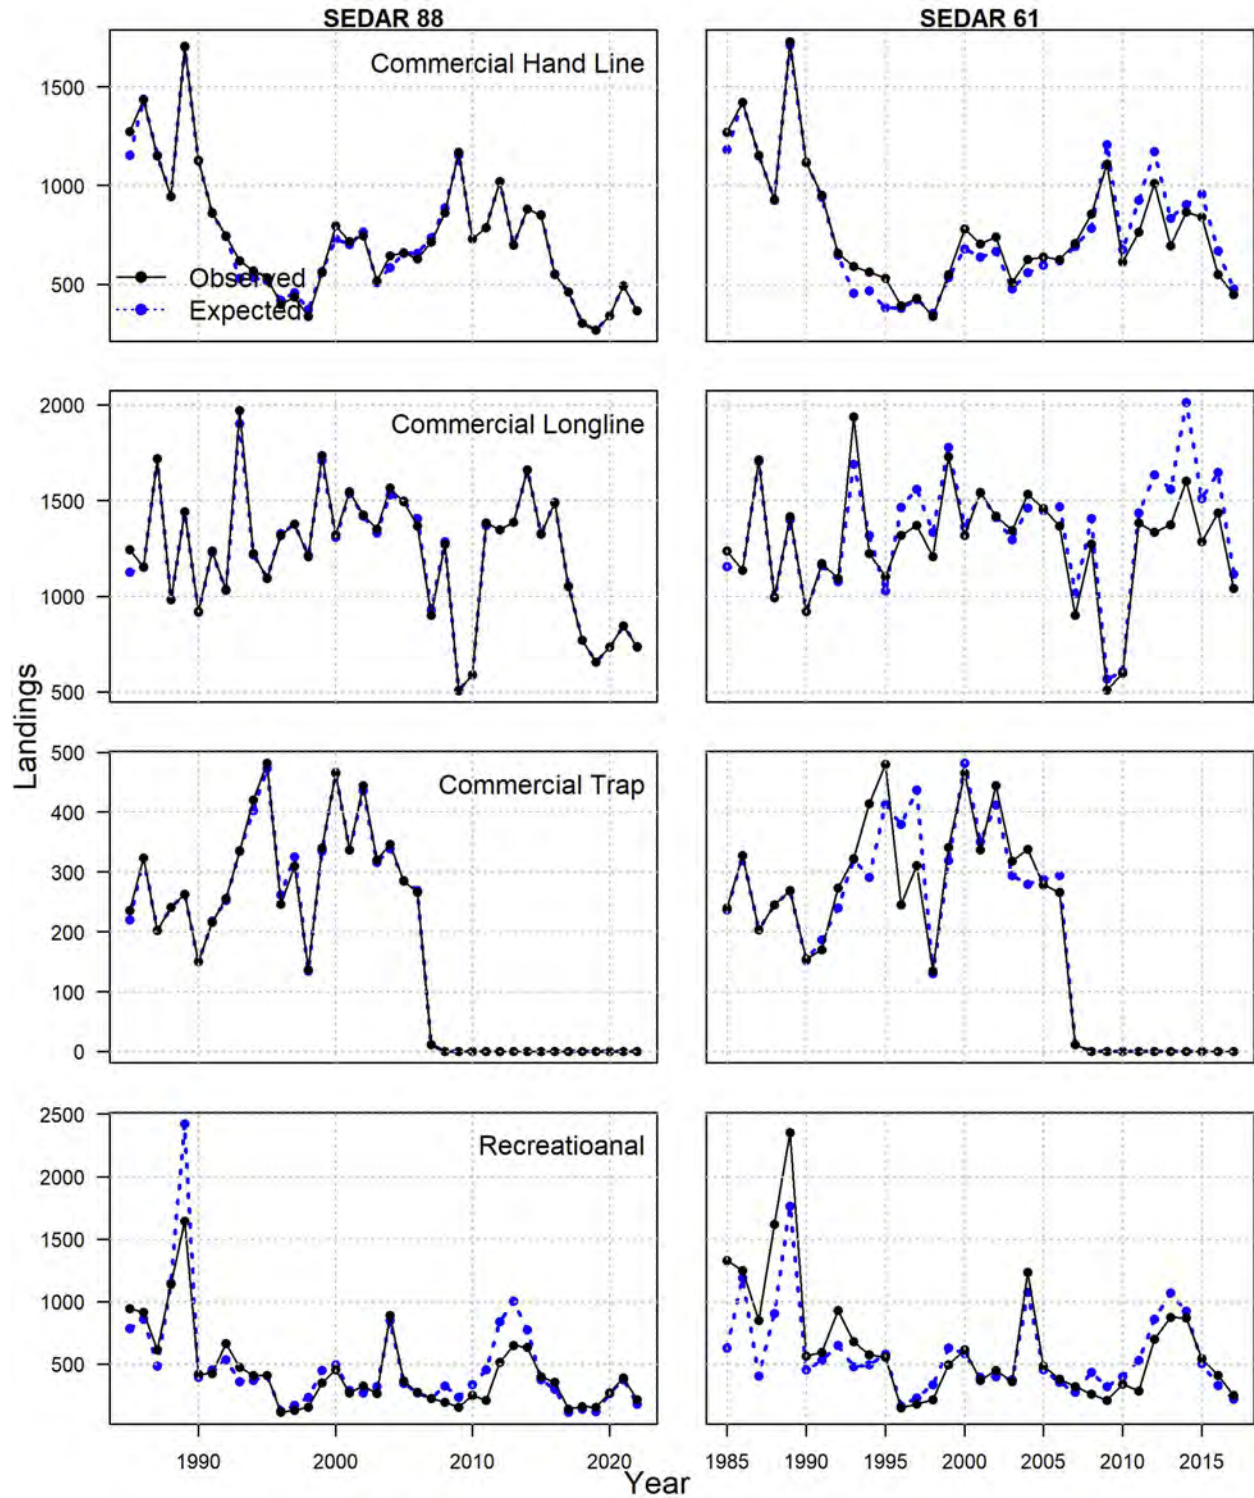 SEDAR 88
SEDAR 61
Commercial Hand Line
1500
1000
500
Observed
Expected
Commercial Longline
2000
1500
1000
500
Landings
Commercial Trap
500
400
300
200
100
0
Recreatioanal
2500
2000
1500
1000
500
1990 2000 2010 2020
1985 1990 1995 2000 2005 2010 2015
Year